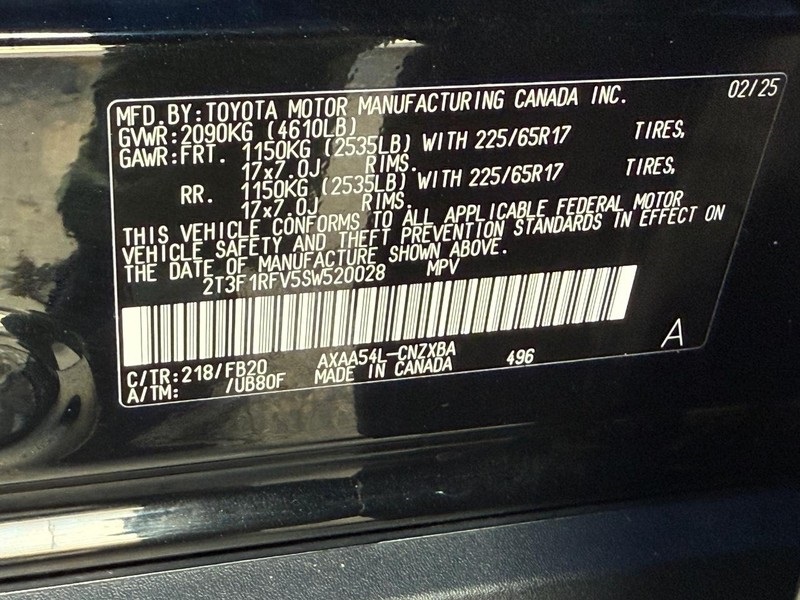 MFD.BY:TOYOTA MOTOR MANUFACTURING CANADA INC. 02/25
GVWR:2090KG (4610LB)
GAWR:FRT. 1150KG (2535LB) WITH 225/65R17 TIRES,
17x7.0J RIMS.
RR. 1150KG (2535LB) WITH 225/65R17 TIRES,
17x7.0J RIMS.
THIS VEHICLE CONFORMS TO ALL APPLICABLE FEDERAL MOTOR
VEHICLE SAFETY AND THEFT PREVENTION STANDARDS IN EFFECT ON
THE DATE OF MANUFACTURE SHOWN ABOVE.
2T3F1RFV5SW520028 MPV
A
C/TR:218/FB20 AXAA54L-CNZXBA 496
A/TM: /UB80F MADE IN CANADA